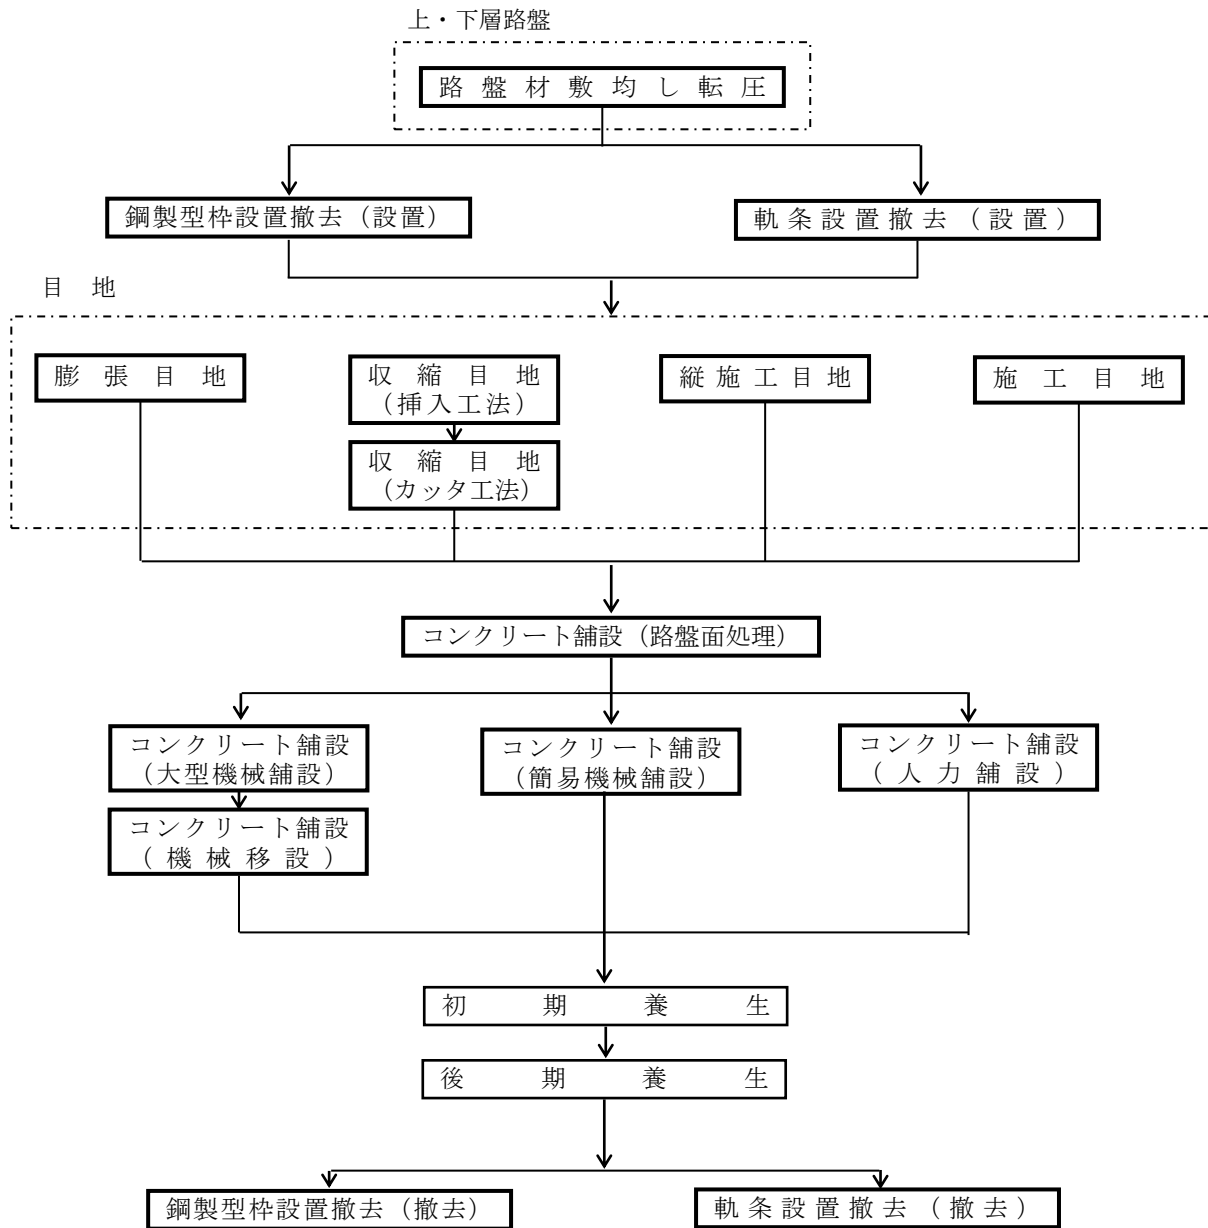 上・下層路盤
路盤材敷均し転圧
鋼製型枠設置撤去（設置）
軌条設置撤去（設置）
目 地
膨張目地
収縮目地
（挿入工法）
収縮目地
（カッタ工法）
縦施工目地
施工目地
コンクリート舗設（路盤面処理）
コンクリート舗設
（大型機械舗設）
コンクリート舗設
（機械移設）
コンクリート舗設
（簡易機械舗設）
コンクリート舗設
（人力舗設）
初期養生
後期養生
鋼製型枠設置撤去（撤去）
軌条設置撤去（撤去）